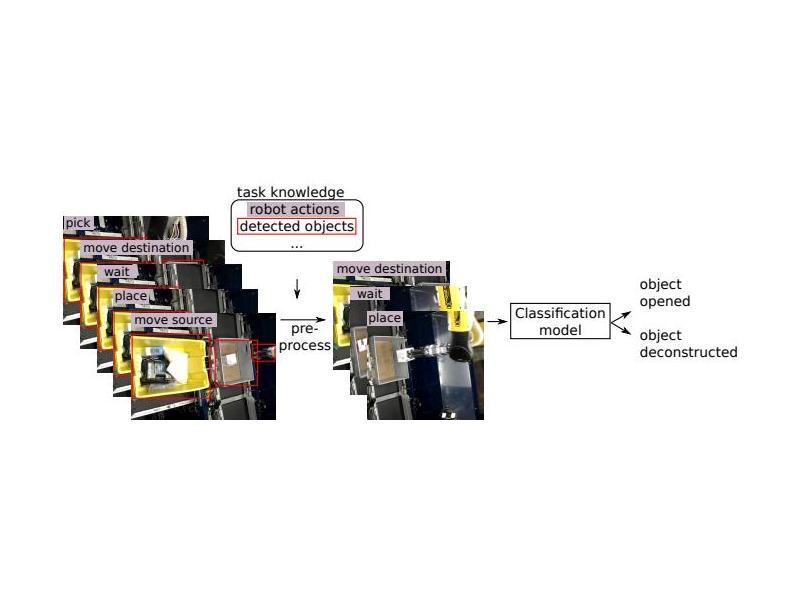 task knowledge
robot actions
detected objects
...
pick
move destination
wait
place
move source
pre-
process
move destination
wait
place
Classification
model
object
opened
object
deconstructed